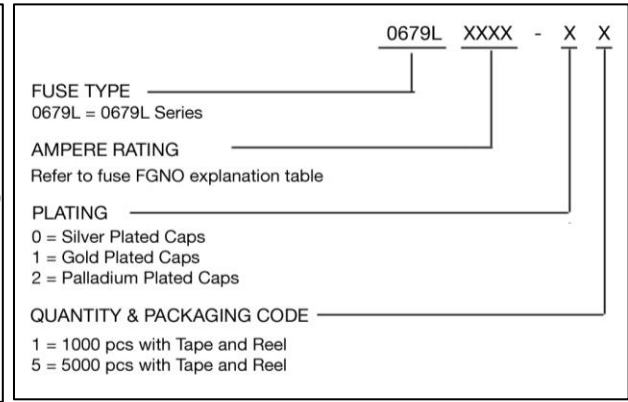 0679L XXXX - X X
FUSE TYPE
0679L = 0679L Series
AMPERE RATING
Refer to fuse FGNO explanation table
PLATING
0 = Silver Plated Caps
1 = Gold Plated Caps
2 = Palladium Plated Caps
QUANTITY & PACKAGING CODE
1 = 1000 pcs with Tape and Reel
5 = 5000 pcs with Tape and Reel